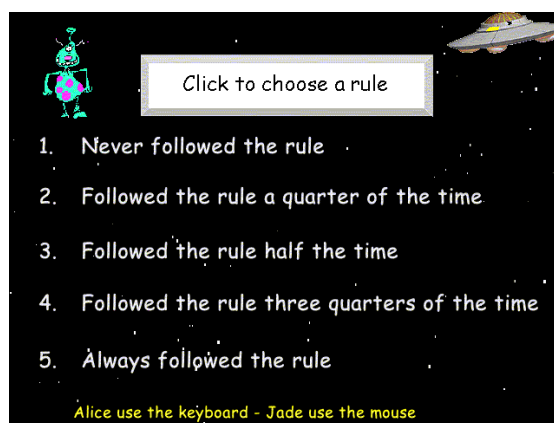 Click to choose a rule
1. Never followed the rule
2. Followed the rule a quarter of the time
3. Followed the rule half the time
4. Followed the rule three quarters of the time
5. Always followed the rule
Alice use the keyboard - Jade use the mouse